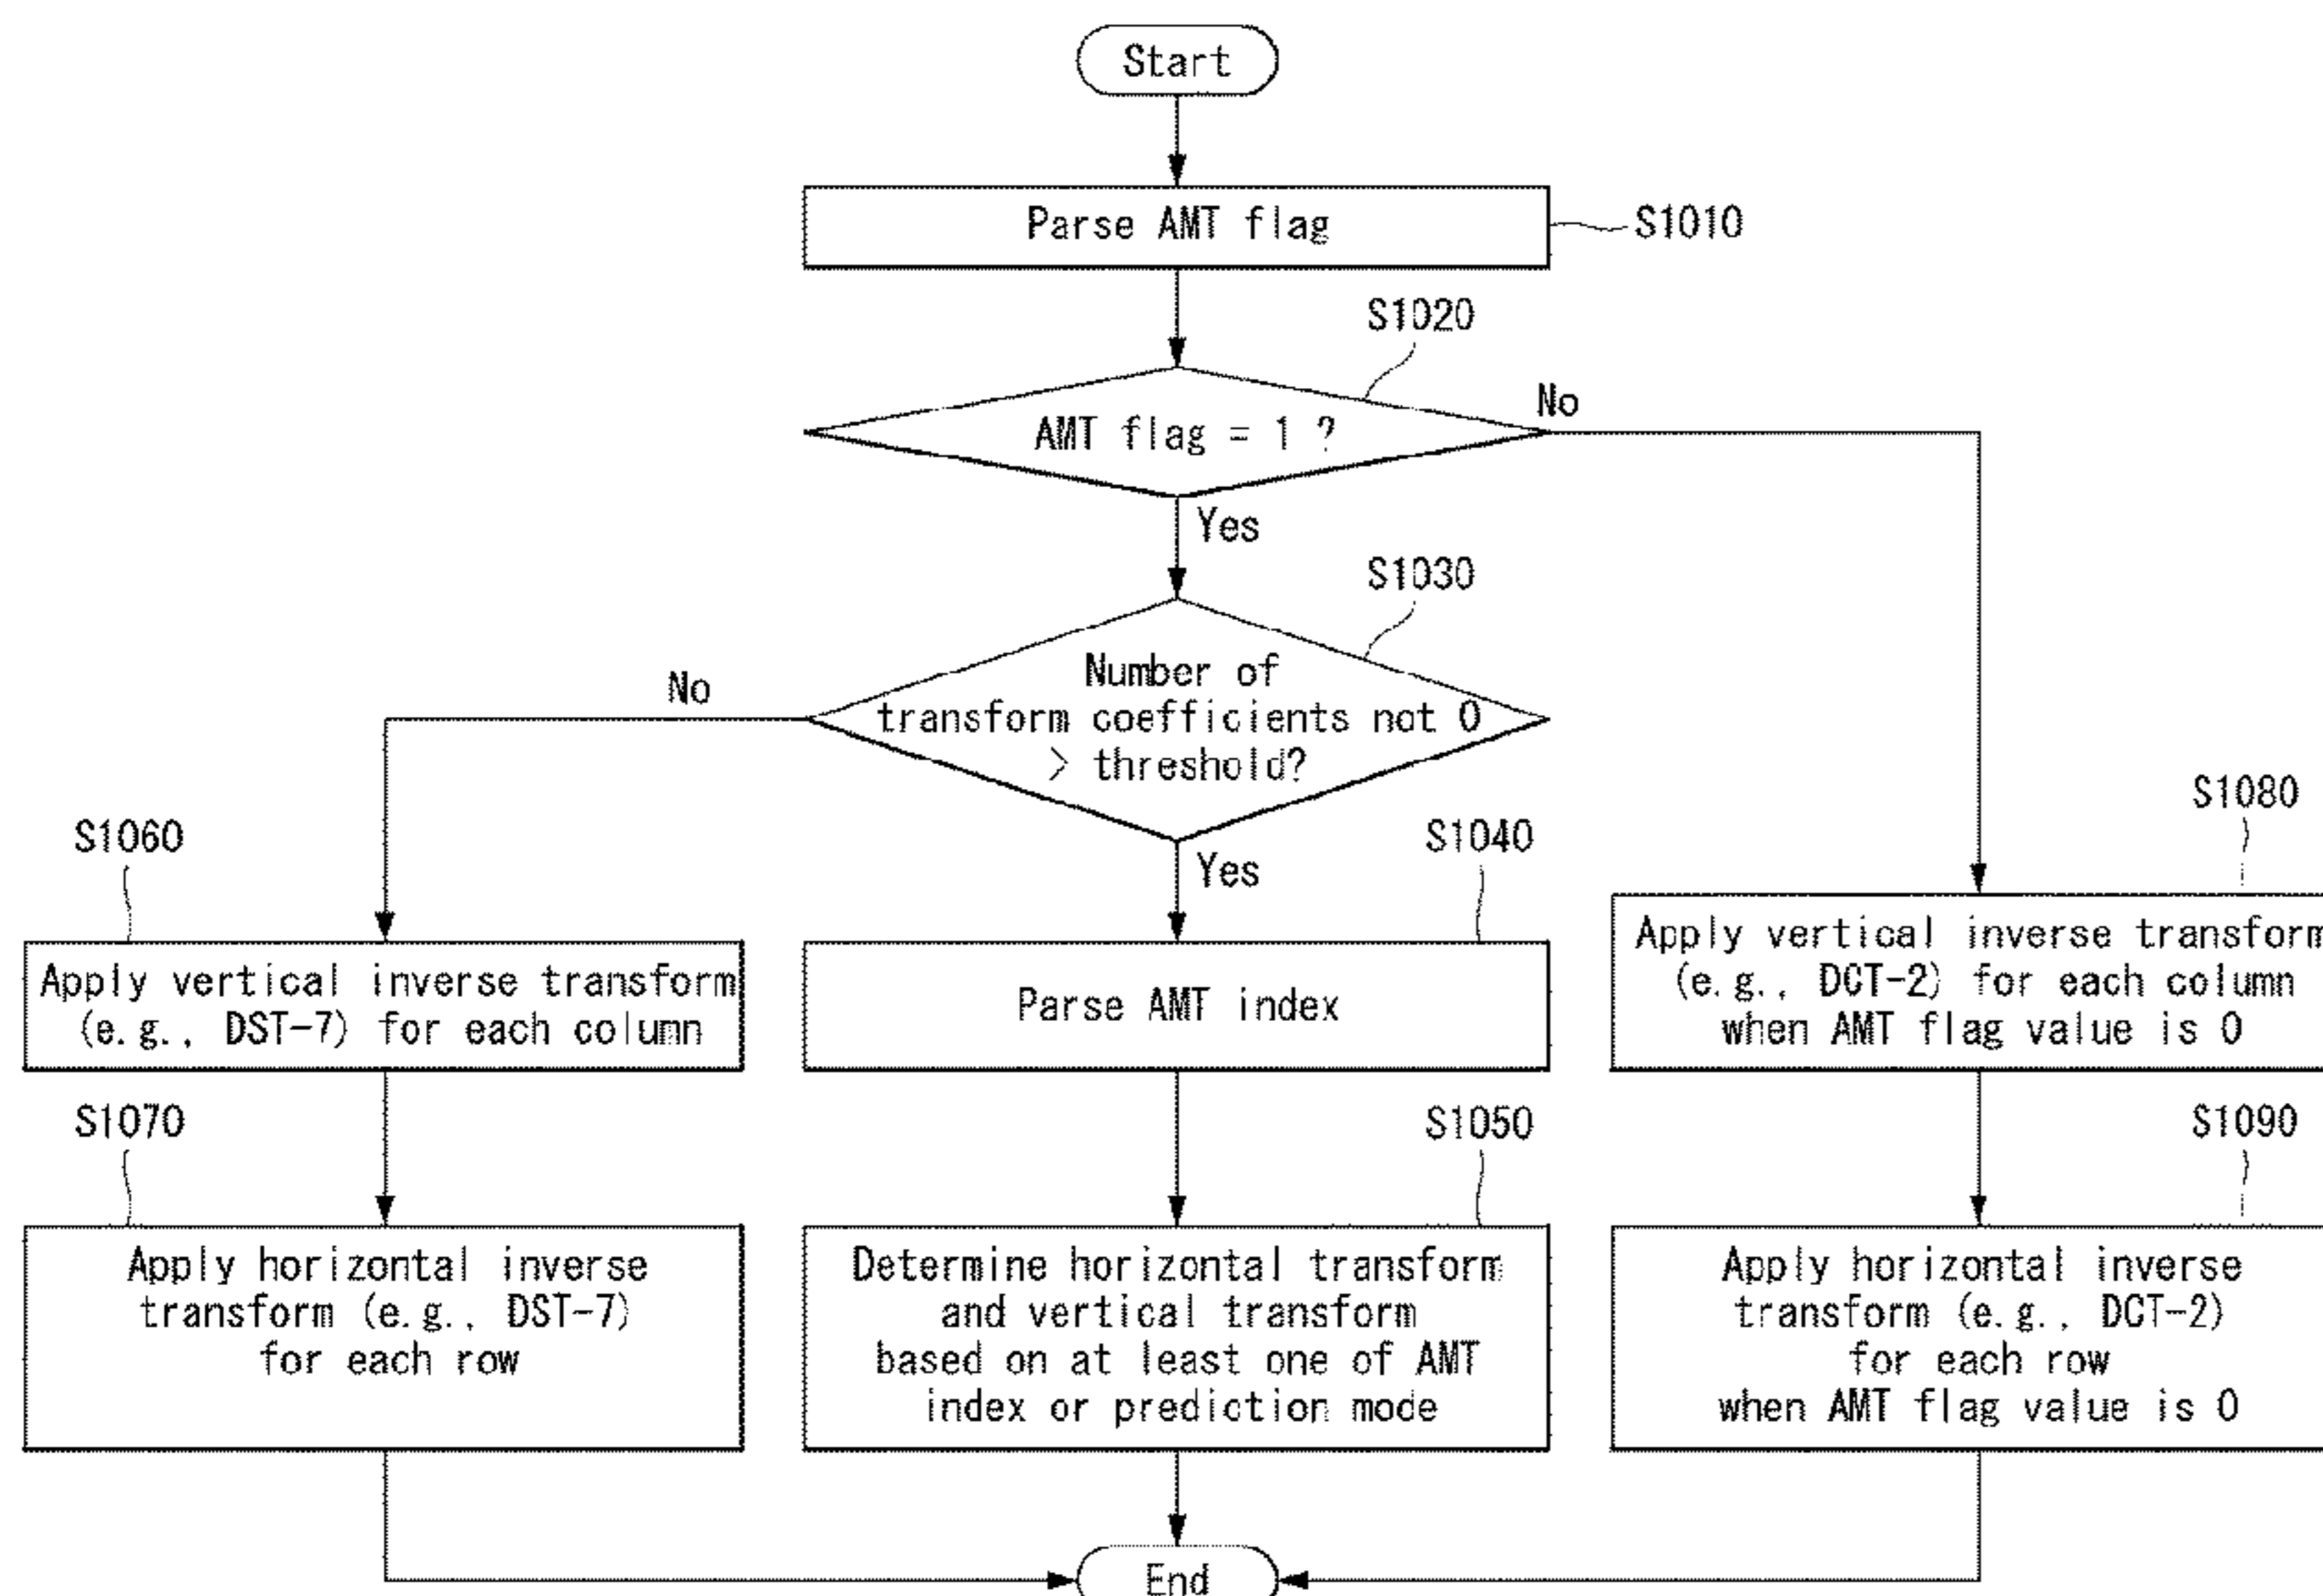 Start
Parse AMT flag
S1010
S1020
AMT flag = 1 ?
No
Yes
S1030
Number of
transform coefficients not 0
> threshold?
No
Yes
S1060
Apply vertical inverse transform
(e.g., DST-7) for each column
S1040
Parse AMT index
S1080
Apply vertical inverse transform
(e.g., DCT-2) for each column
when AMT flag value is 0
S1070
Apply horizontal inverse
transform (e.g., DST-7)
for each row
S1050
Determine horizontal transform
and vertical transform
based on at least one of AMT
index or prediction mode
S1090
Apply horizontal inverse
transform (e.g., DCT-2)
for each row
when AMT flag value is 0
End